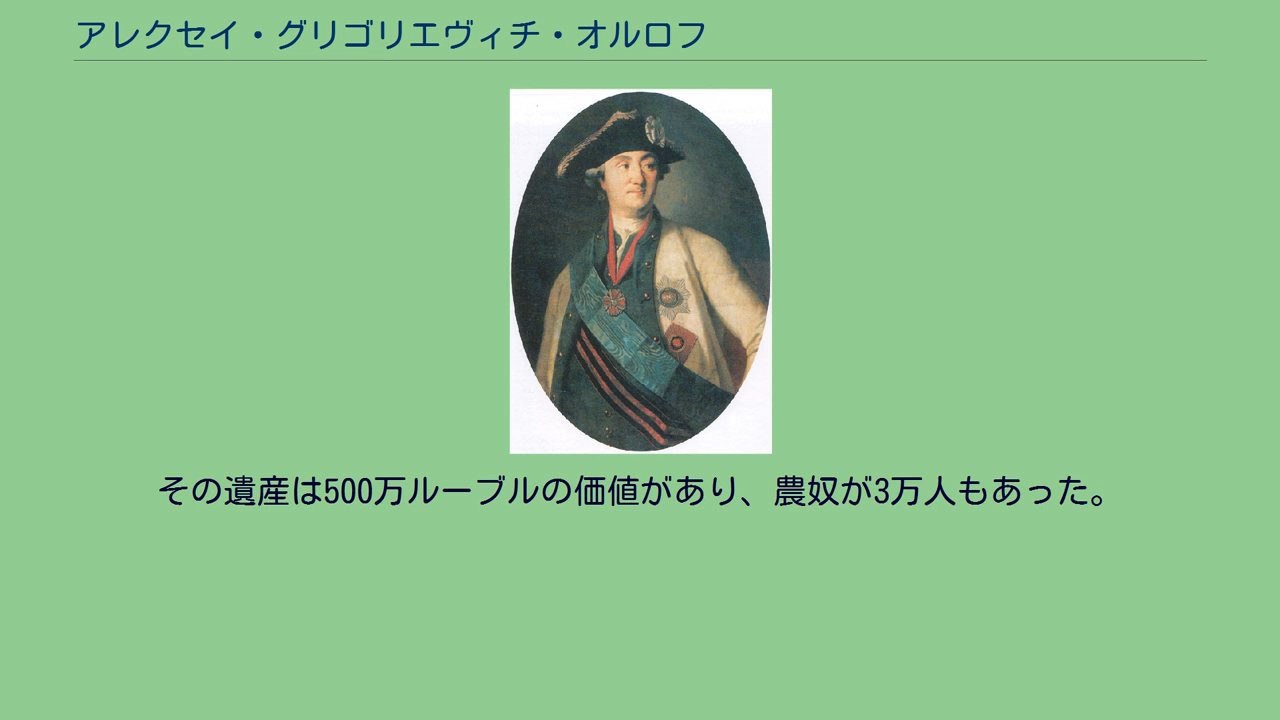 アレクセイ・グリゴリエヴィチ・オルロフ
その遺産は500万ルーブルの価値があり、農奴が3万人もあった。